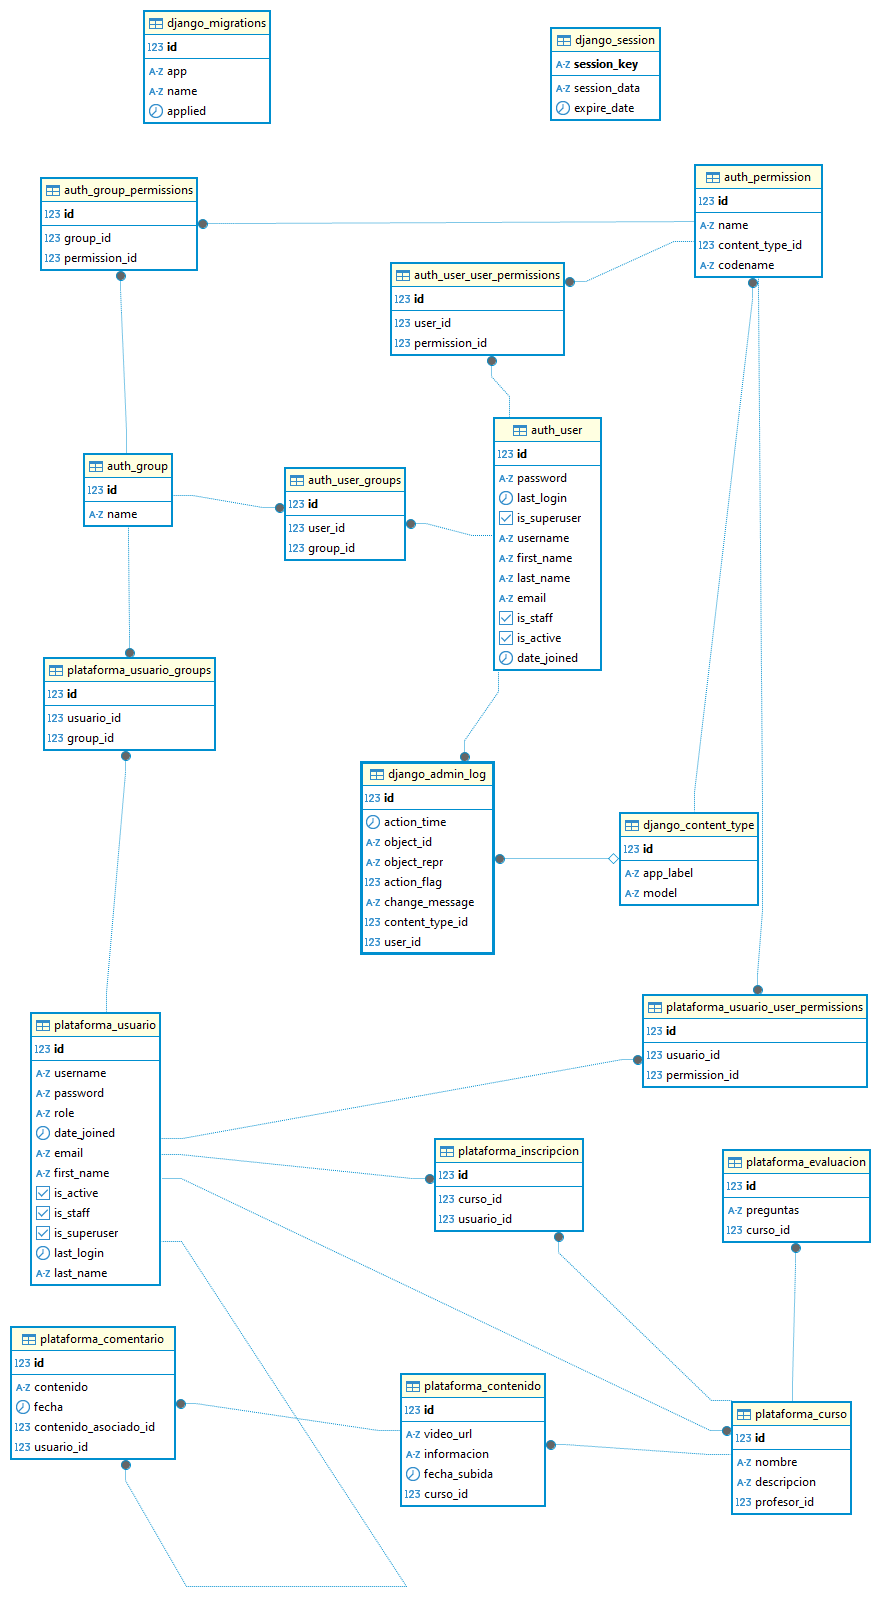 django_migrations
123 id
A-Z app
A-Z name
applied
django_session
A-Z session_key
A-Z session_data
expire_date
auth_group_permissions
123 id
123 group_id
123 permission_id
auth_permission
123 id
A-Z name
123 content_type_id
A-Z codename
auth_user_user_permissions
123 id
123 user_id
123 permission_id
auth_group
123 id
A-Z name
auth_user_groups
123 id
123 user_id
123 group_id
auth_user
123 id
A-Z password
last_login
is_superuser
A-Z username
A-Z first_name
A-Z last_name
A-Z email
is_staff
is_active
date_joined
plataforma_usuario_groups
123 id
123 usuario_id
123 group_id
django_admin_log
123 id
action_time
A-Z object_id
A-Z object_repr
123 action_flag
A-Z change_message
123 content_type_id
123 user_id
django_content_type
123 id
A-Z app_label
A-Z model
plataforma_usuario_user_permissions
123 id
123 usuario_id
123 permission_id
plataforma_usuario
123 id
A-Z username
A-Z password
A-Z role
date_joined
A-Z email
A-Z first_name
is_active
is_staff
is_superuser
last_login
A-Z last_name
plataforma_inscripcion
123 id
123 curso_id
123 usuario_id
plataforma_evaluacion
123 id
A-Z preguntas
123 curso_id
plataforma_comentario
123 id
A-Z contenido
fecha
123 contenido_asociado_id
123 usuario_id
plataforma_contenido
123 id
A-Z video_url
A-Z informacion
fecha_subida
123 curso_id
plataforma_curso
123 id
A-Z nombre
A-Z descripcion
123 profesor_id